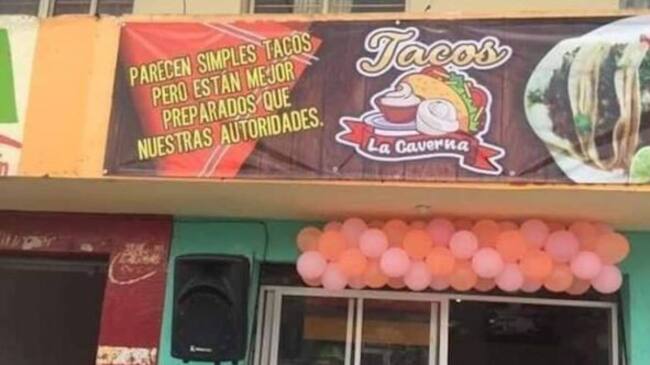 PARECEN SIMPLES TACOS
PERO ESTÁN MEJOR
PREPARADOS QUE
NUESTRAS AUTORIDADES.
Tacos
La Caverna